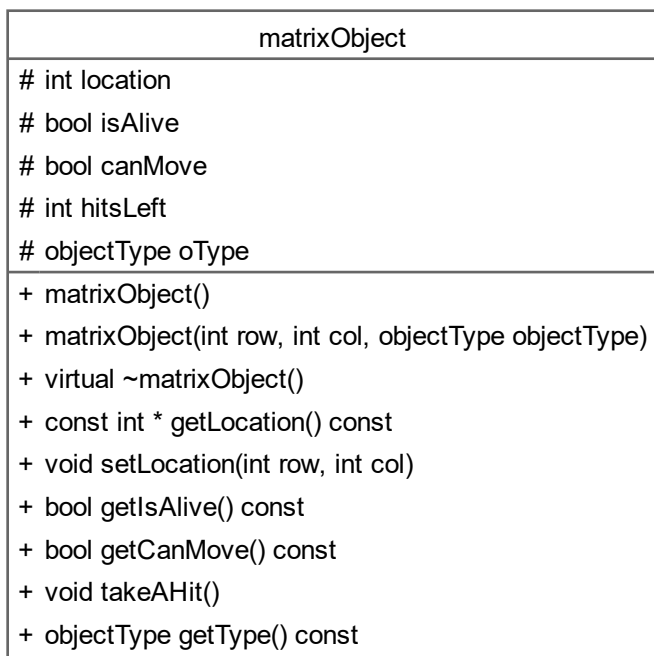 matrixObject
# int location
# bool isAlive
# bool canMove
# int hitsLeft
# objectType oType
+ matrixObject()
+ matrixObject(int row, int col, objectType objectType)
+ virtual ~matrixObject()
+ const int * getLocation() const
+ void setLocation(int row, int col)
+ bool getIsAlive() const
+ bool getCanMove() const
+ void takeAHit()
+ objectType getType() const